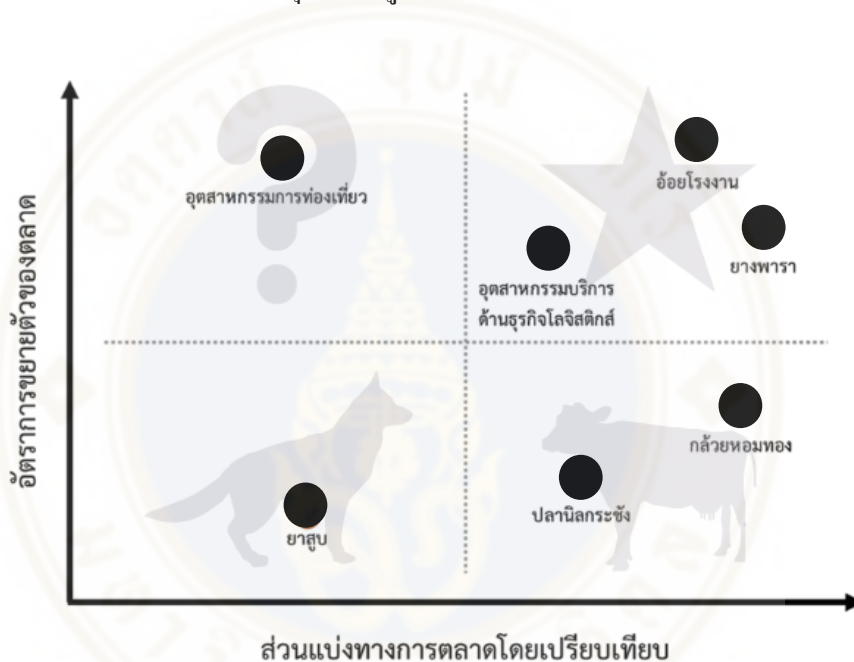 อุตสาหกรรมการท่องเที่ยว
อ้อยโรงงาน
ยางพารา
อุตสาหกรรมบริการ
ด้านธุรกิจโลจิสติกส์
อัตราการขยายตัวของตลาด
กล้วยหอมทอง
ปลานิลกระชัง
ยาสูบ
ส่วนแบ่งทางการตลาดโดยเปรียบเทียบ